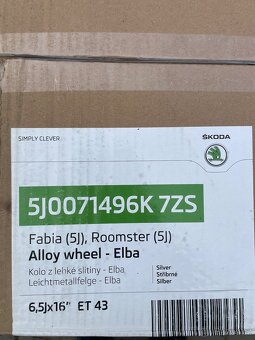 SIMPLY CLEVER
ŠKODA
5J0071496K 7ZS
Fabia (5J), Roomster (5J)
Alloy wheel - Elba
Kolo z lehké slitiny - Elba
Leichtmetallfelge - Elba
Silver
Stříbrné
Silber
6,5Jx16" ET 43